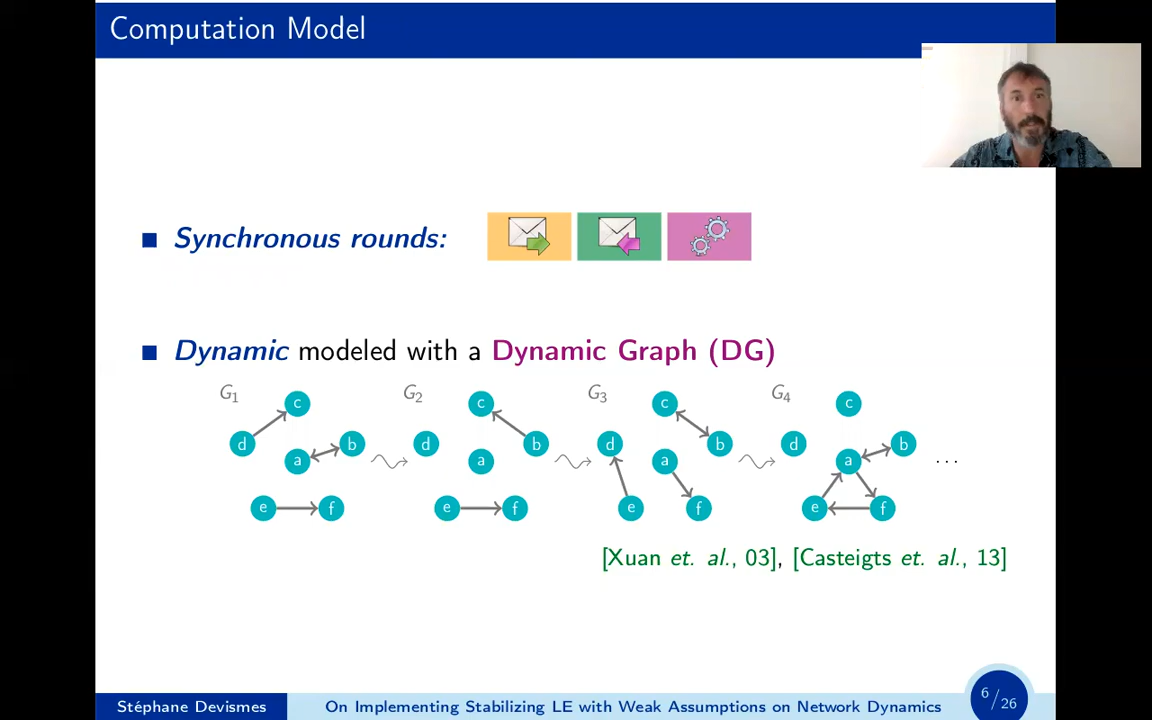 Computation Model
Synchronous rounds:
Dynamic modeled with a Dynamic Graph (DG)
G1 G2 G3 G4
c c c c
d b d b d b d b
a a a a ...
e f e f e f e f
[Xuan et. al., 03], [Casteigts et. al., 13]
Stéphane Devismes On Implementing Stabilizing LE with Weak Assumptions on Network Dynamics 6/26